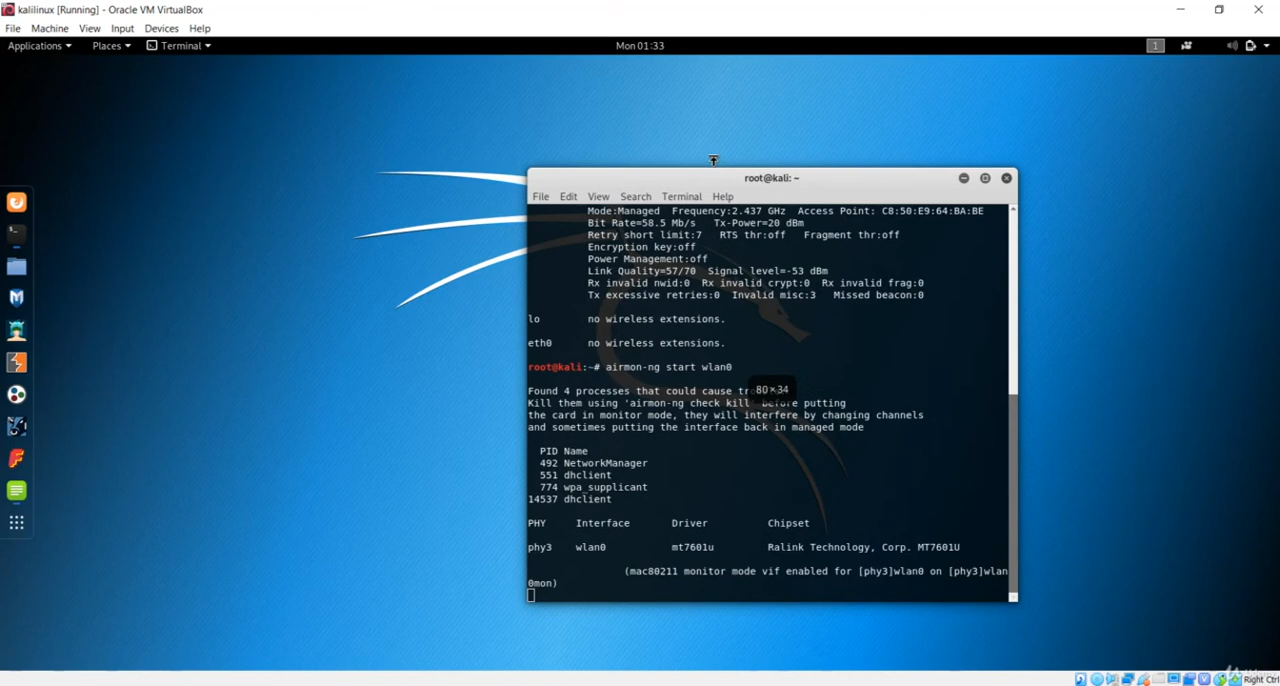 kalilinux [Running] - Oracle VM VirtualBox
File Machine View Input Devices Help
Applications Places Terminal Mon 01:33 1
root@kali: ~
File Edit View Search Terminal Help
Mode:Managed Frequency:2.437 GHz Access Point: C8:50:E9:64:BA:BE
Bit Rate=58.5 Mb/s Tx-Power=20 dBm
Retry short limit:7 RTS thr:off Fragment thr:off
Encryption key:off
Power Management:off
Link Quality=57/70 Signal level=-53 dBm
Rx invalid nwid:0 Rx invalid crypt:0 Rx invalid frag:0
Tx excessive retries:0 Invalid misc:3 Missed beacon:0
lo no wireless extensions.
eth0 no wireless extensions.
root@kali:~# airmon-ng start wlan0
Found 4 processes that could cause
80×34
Kill them using 'airmon-ng check kill' before putting
the card in monitor mode, they will interfere by changing channels
and sometimes putting the interface back in managed mode
PID Name
492 NetworkManager
551 dhclient
774 wpa_supplicant
14537 dhclient
PHY Interface Driver Chipset
phy3 wlan0 mt7601u Ralink Technology, Corp. MT7601U
(mac80211 monitor mode vif enabled for [phy3]wlan0 on [phy3]wlan
0mon)
Right Ctrl